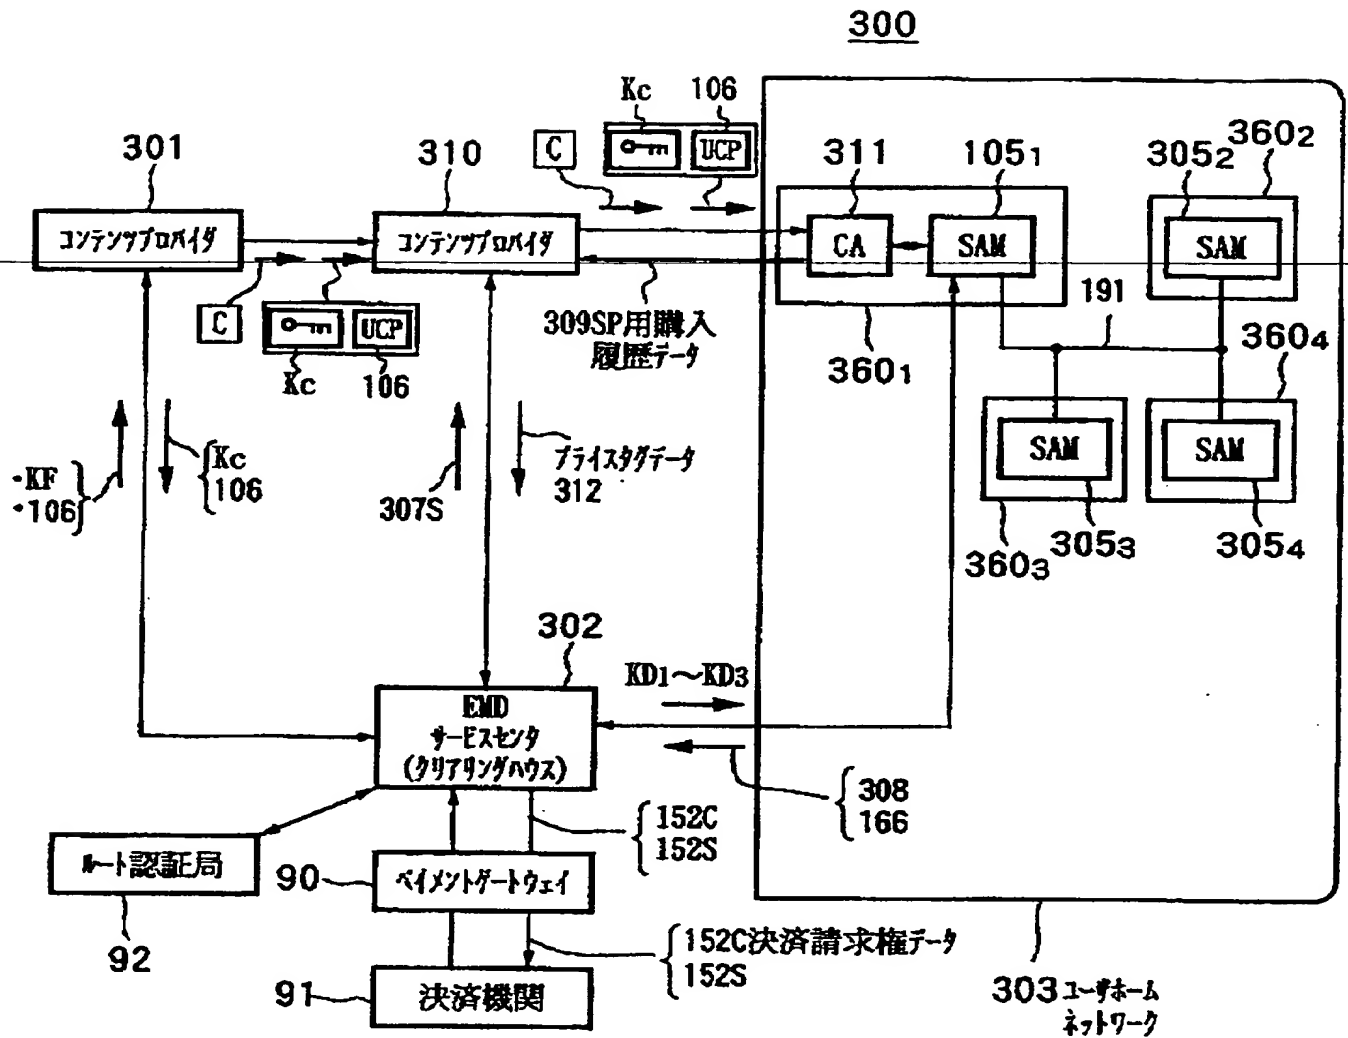 300
Kc
106
C
UCP
301
310
311
105₁
305₂
360₂
コンテンツプロバイダ
コンテンツプロバイダ
CA
SAM
SAM
C
UCP
Kc
106
309SP用購入
履歴データ
360₁
191
360₄
SAM
SAM
360₃
305₃
305₄
・KF
・106
Kc
106
307S
プライスタグデータ
312
302
EMD
サービスセンタ
(クリアリングハウス)
KD1~KD3
308
166
152C
152S
ルート認証局
92
90
ペイメントゲートウェイ
152C決済請求権データ
152S
91
決済機関
303ユーザホーム
ネットワーク